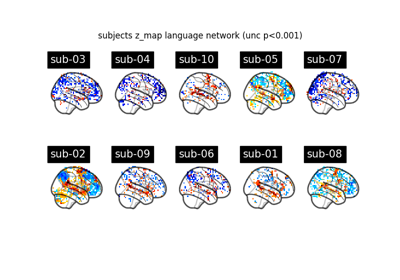 subjects z_map language network (unc p<0.001)
sub-03 sub-04 sub-10 sub-05 sub-07
sub-02 sub-09 sub-06 sub-01 sub-08